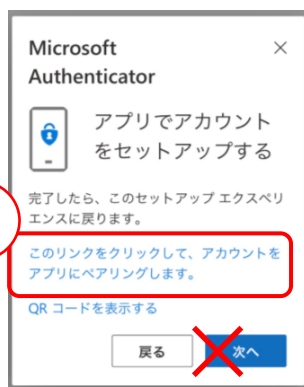 Microsoft
Authenticator
アプリでアカウント
をセットアップする
完了したら、このセットアップ エクスペリ
エンスに戻ります。
このリンクをクリックして、アカウントを
アプリにペアリングします。
QR コードを表示する
戻る
次へ